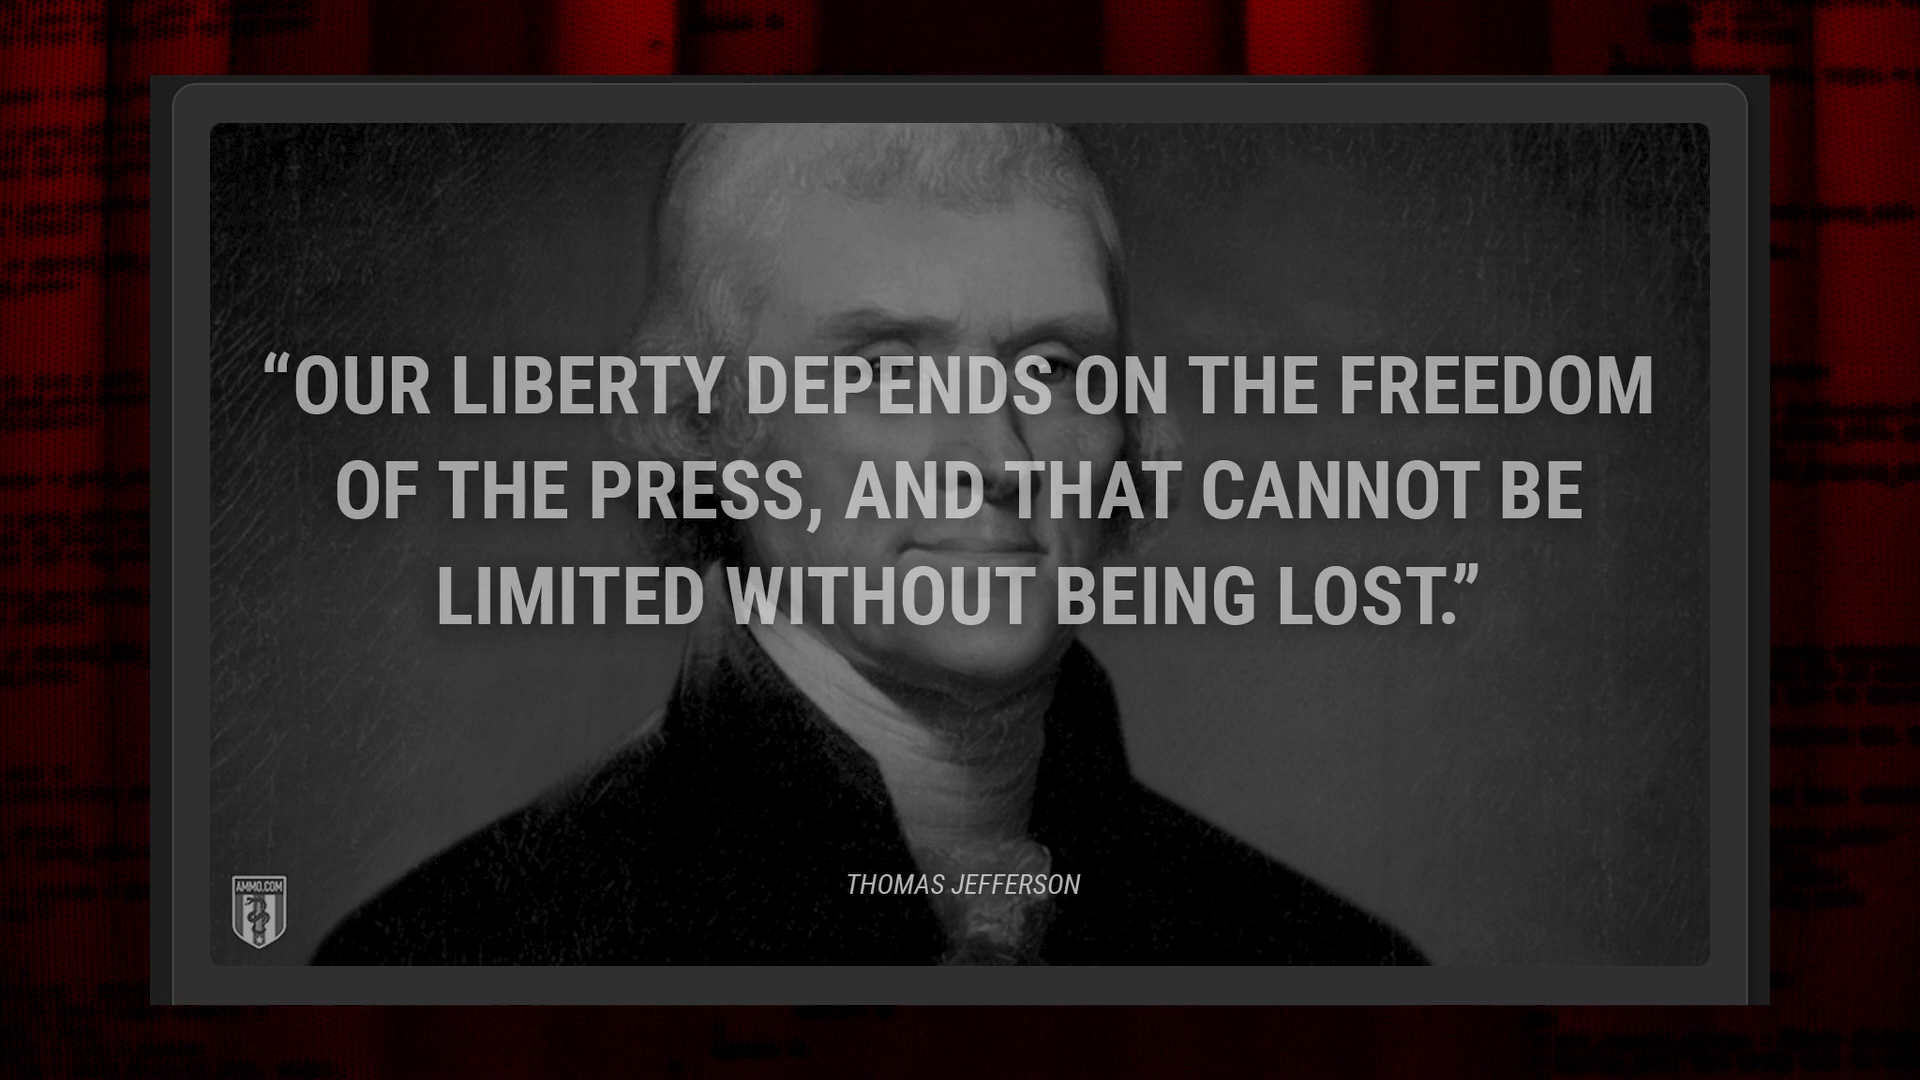 “OUR LIBERTY DEPENDS ON THE FREEDOM
OF THE PRESS, AND THAT CANNOT BE
LIMITED WITHOUT BEING LOST.”
THOMAS JEFFERSON
AMMO.COM